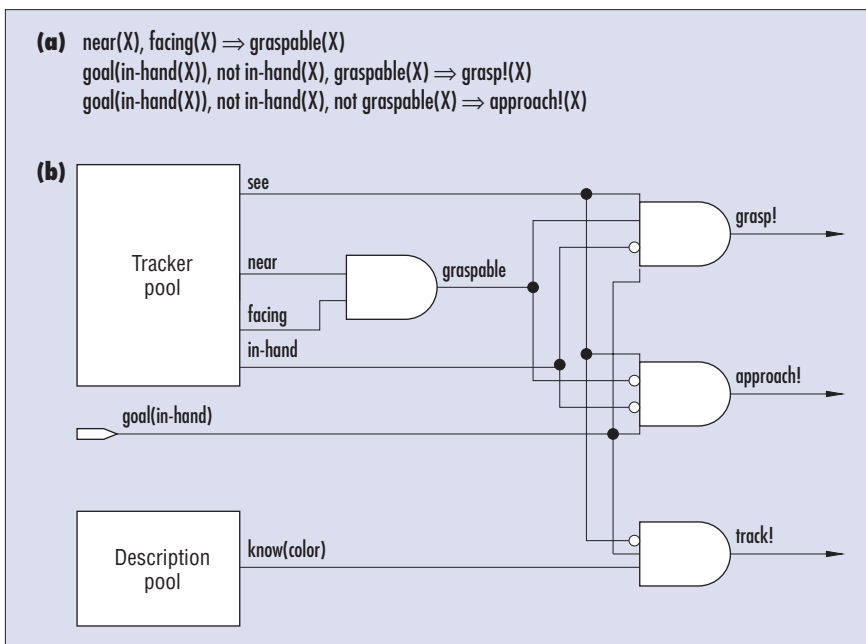 (a) near(X), facing(X) ⇒ graspable(X)
goal(in-hand(X)), not in-hand(X), graspable(X) ⇒ grasp!(X)
goal(in-hand(X)), not in-hand(X), not graspable(X) ⇒ approach!(X)
(b)
see
grasp!
Tracker
pool
near
graspable
facing
in-hand
approach!
goal(in-hand)
Description
pool
know(color)
track!